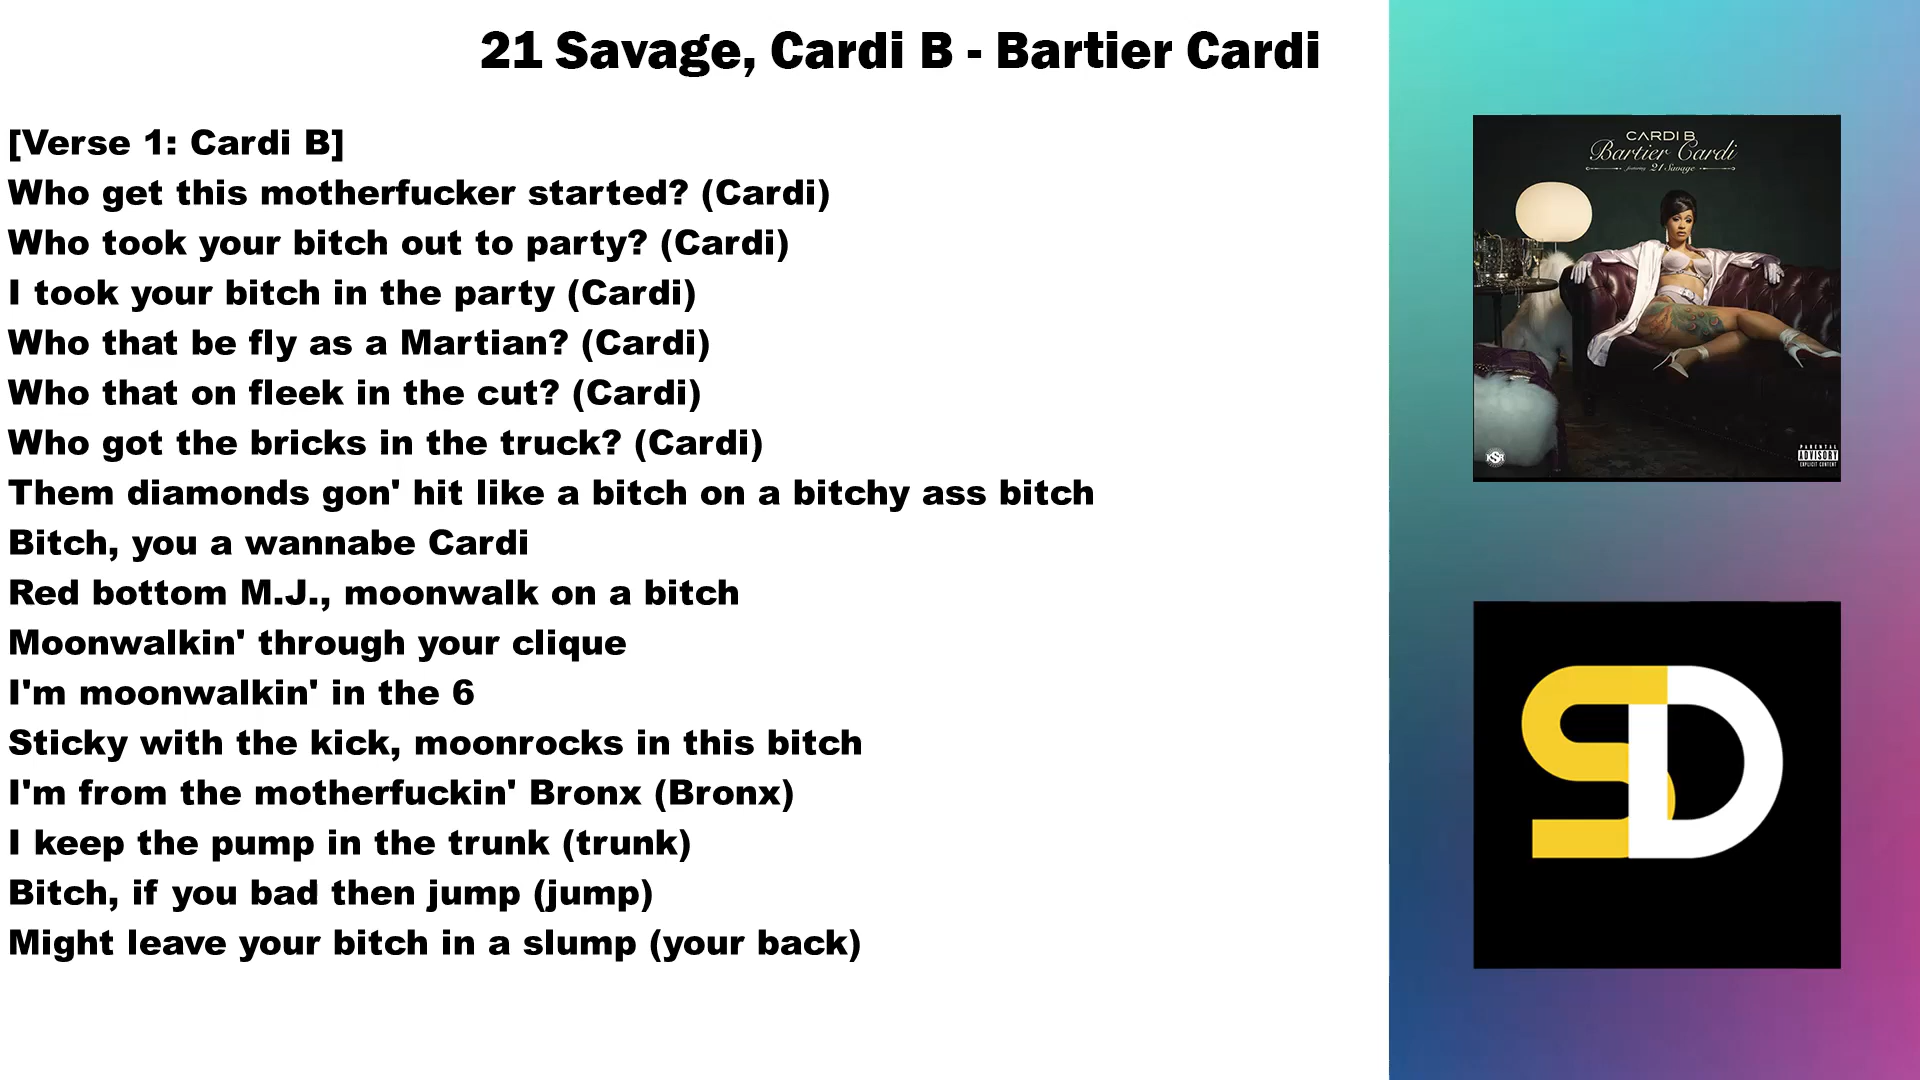 21 Savage, Cardi B - Bartier Cardi
[Verse 1: Cardi B]
Who get this motherfucker started? (Cardi)
Who took your bitch out to party? (Cardi)
I took your bitch in the party (Cardi)
Who that be fly as a Martian? (Cardi)
Who that on fleek in the cut? (Cardi)
Who got the bricks in the truck? (Cardi)
Them diamonds gon' hit like a bitch on a bitchy ass bitch
Bitch, you a wannabe Cardi
Red bottom M.J., moonwalk on a bitch
Moonwalkin' through your clique
I'm moonwalkin' in the 6
Sticky with the kick, moonrocks in this bitch
I'm from the motherfuckin' Bronx (Bronx)
I keep the pump in the trunk (trunk)
Bitch, if you bad then jump (jump)
Might leave your bitch in a slump (your back)
CARDI B
Bartier Cardi
featuring 21 Savage
PARENTAL
ADVISORY
EXPLICIT CONTENT
SD